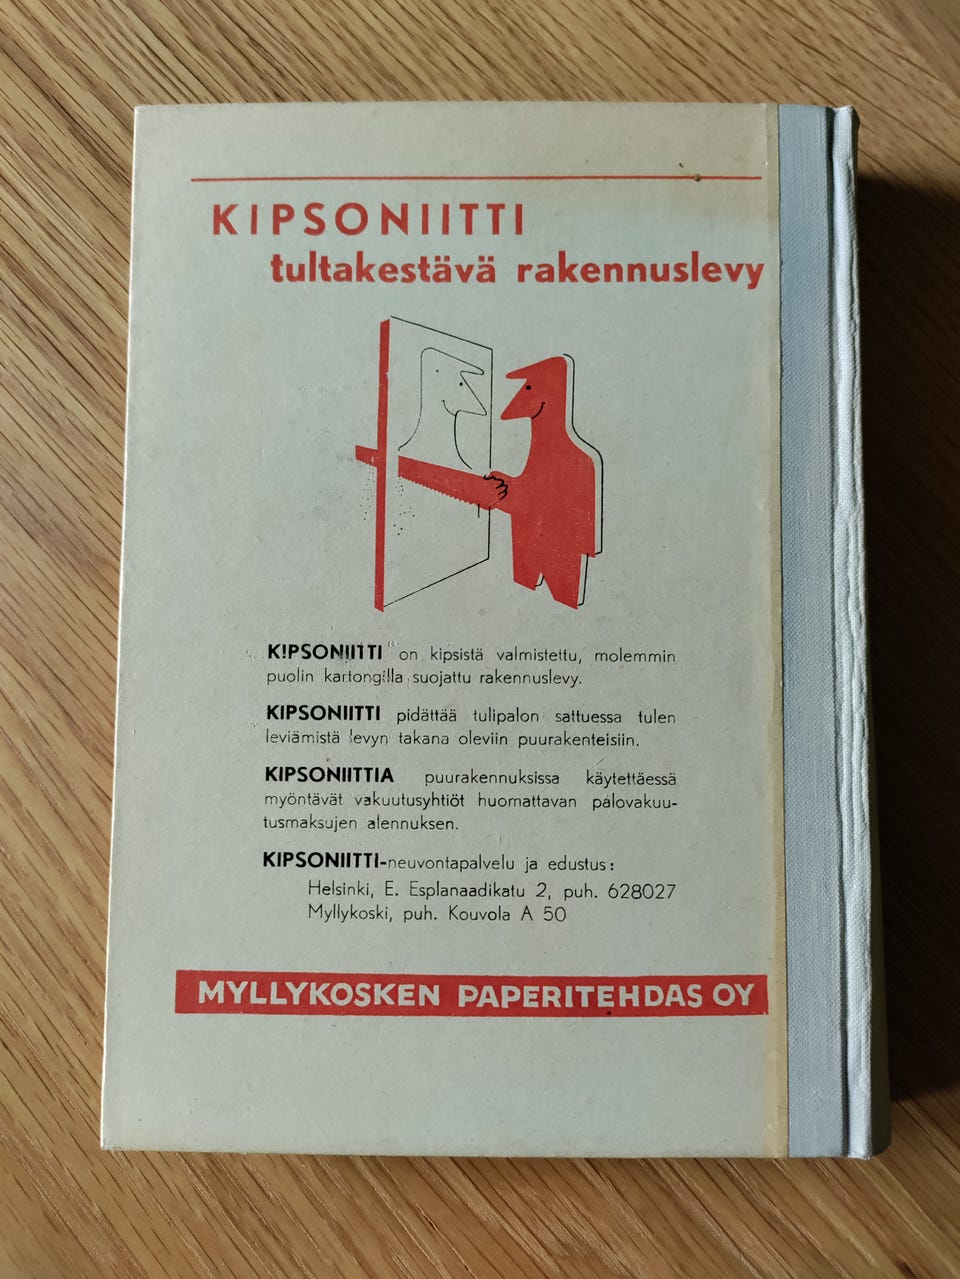 KIPSONIITTI
tultakestävä rakennuslevy
KIPSONIITTI on kipsistä valmistettu, molemmin
puolin kartongilla suojattu rakennuslevy.
KIPSONIITTI pidättää tulipalon sattuessa tulen
leviämistä levyn takana oleviin puurakenteisiin.
KIPSONIITTIA puurakennuksissa käytettäessä
myöntävät vakuutusyhtiöt huomattavan palovakuu-
tusmaksujen alennuksen.
KIPSONIITTI-neuvontapalvelu ja edustus:
Helsinki, E. Esplanaadikatu 2, puh. 628027
Myllykoski, puh. Kouvola A 50
MYLLYKOSKEN PAPERITEHDAS OY